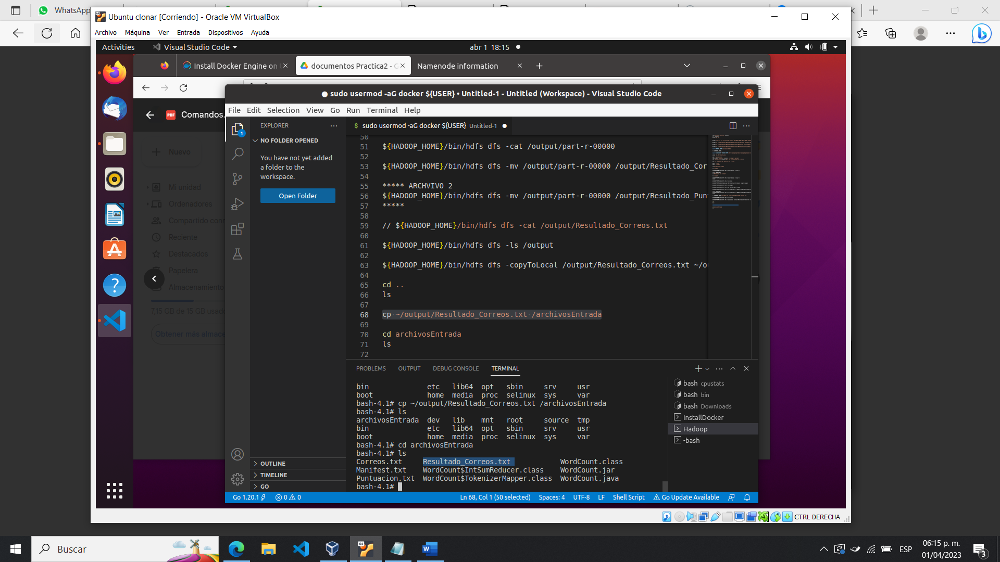 WhatsApp
Ubuntu clonar [Corriendo] - Oracle VM VirtualBox
Archivo Máquina Ver Entrada Dispositivos Ayuda
Activities Visual Studio Code abr 1 18:15
Install Docker Engine on documentos Practica2 - Namenode information
sudo usermod -aG docker ${USER} • Untitled-1 - Untitled (Workspace) - Visual Studio Code
Comandos.
File Edit Selection View Go Run Terminal Help
EXPLORER
sudo usermod -aG docker ${USER} Untitled-1
NO FOLDER OPENED
You have not yet added
a folder to the
workspace.
Open Folder
Nuevo
Mi unidad
Ordenadores
Compartido con
Reciente
Destacados
Papelera
Almacenamiento
7,15 GB de 15 GB usado
Obtener más almace
50
51 ${HADOOP_HOME}/bin/hdfs dfs -cat /output/part-r-00000
52
53 ${HADOOP_HOME}/bin/hdfs dfs -mv /output/part-r-00000 /output/Resultado_Cor
54
55 ***** ARCHVIVO 2
56 ${HADOOP_HOME}/bin/hdfs dfs -mv /output/part-r-00000 /output/Resultado_Pun
57 *****
58
59 // ${HADOOP_HOME}/bin/hdfs dfs -cat /output/Resultado_Correos.txt
60
61 ${HADOOP_HOME}/bin/hdfs dfs -ls /output
62
63 ${HADOOP_HOME}/bin/hdfs dfs -copyToLocal /output/Resultado_Correos.txt ~/ou
64
65 cd ..
66 ls
67
68 cp ~/output/Resultado_Correos.txt /archivosEntrada
69
70 cd archivosEntrada
71 ls
72
PROBLEMS OUTPUT DEBUG CONSOLE TERMINAL
bin etc lib64 opt sbin srv usr
boot home media proc selinux sys var
bash-4.1# cp ~/output/Resultado_Correos.txt /archivosEntrada
bash-4.1# ls
archivosEntrada dev lib mnt root source tmp
bin etc lib64 opt sbin srv usr
boot home media proc selinux sys var
bash-4.1# cd archivosEntrada
bash-4.1# ls
Correos.txt Resultado_Correos.txt WordCount.class
Manifest.txt WordCount$IntSumReducer.class WordCount.jar
Puntuacion.txt WordCount$TokenizerMapper.class WordCount.java
bash-4.1#
bash cpustats
bash bin
bash Downloads
InstallDocker
Hadoop
-bash
OUTLINE
TIMELINE
GO
Go 1.20.1 0 0 Ln 68, Col 1 (50 selected) Spaces: 4 UTF-8 LF Shell Script Go Update Available
CTRL DERECHA
Buscar
ESP
06:15 p. m.
01/04/2023
3